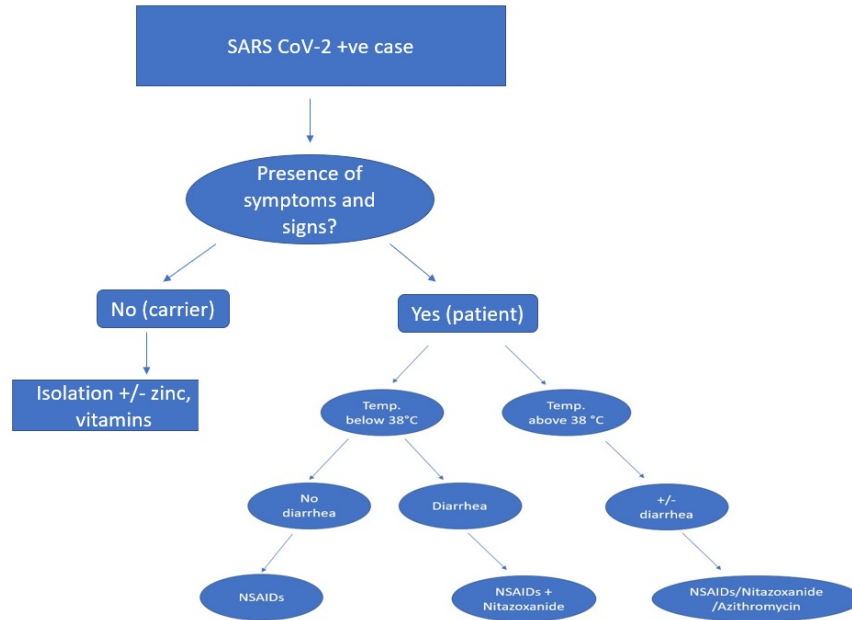 SARS CoV-2 +ve case
Presence of
symptoms and
signs?
No (carrier)
Yes (patient)
Isolation +/- zinc,
vitamins
Temp.
below 38°C
Temp.
above 38 °C
No
diarrhea
Diarrhea
+/-
diarrhea
NSAIDs
NSAIDs +
Nitazoxanide
NSAIDs/Nitazoxanide
/Azithromycin